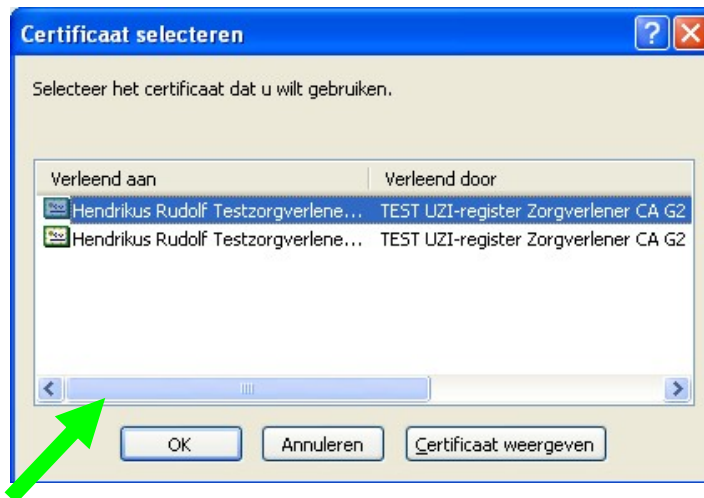 Certificaat selecteren
Selecteer het certificaat dat u wilt gebruiken.
Verleend aan Verleend door
Hendrikus Rudolf Testzorgverlene... TEST UZI-register Zorgverlener CA G2
Hendrikus Rudolf Testzorgverlene... TEST UZI-register Zorgverlener CA G2
OK Annuleren Certificaat weergeven